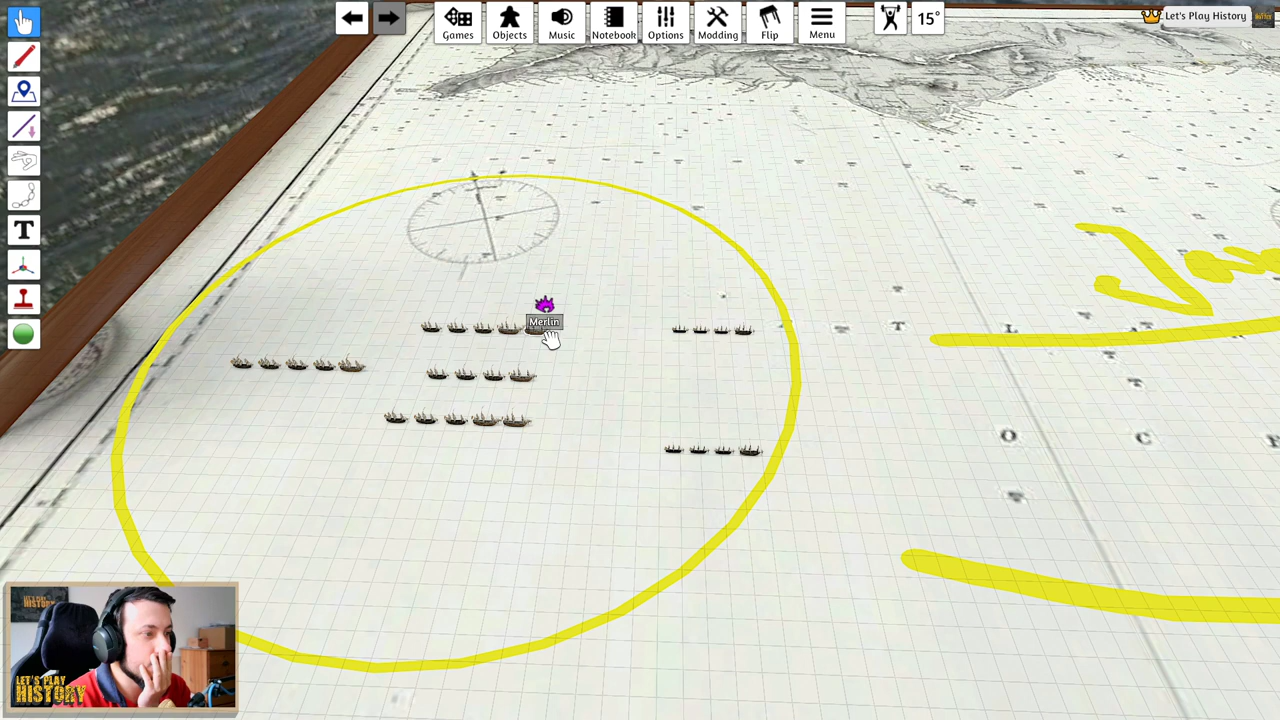 Games
Objects
Music
Notebook
Options
Modding
Flip
Menu
15°
Let's Play History
T
Merlin
T
L
O
C
LET'S PLAY
HISTORY